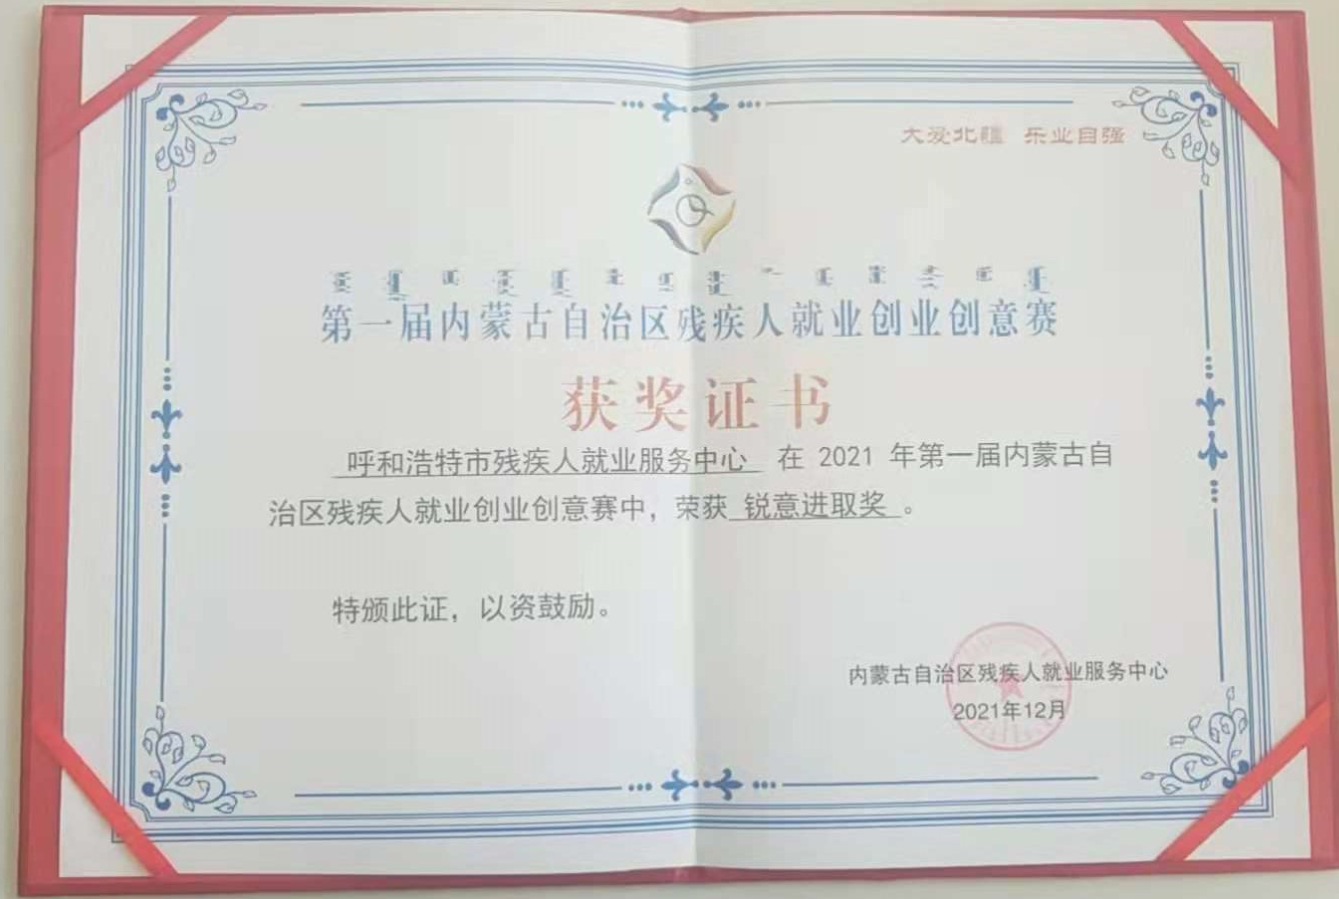 大爱北疆 乐业自强
第一届内蒙古自治区残疾人就业创业创意赛
获奖证书
呼和浩特市残疾人就业服务中心 在 2021 年第一届内蒙古自
治区残疾人就业创业创意赛中，荣获 锐意进取奖 。
特颁此证，以资鼓励。
内蒙古自治区残疾人就业服务中心
2021年12月